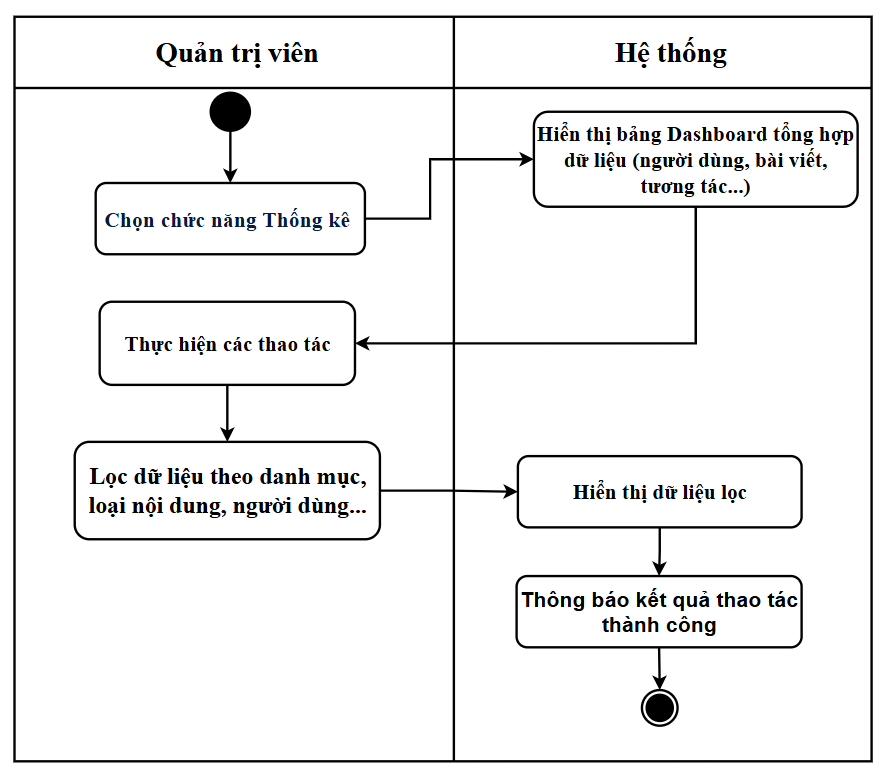 Quản trị viên
Hệ thống
Hiển thị bảng Dashboard tổng hợp
dữ liệu (người dùng, bài viết,
tương tác...)
Chọn chức năng Thống kê
Thực hiện các thao tác
Lọc dữ liệu theo danh mục,
loại nội dung, người dùng...
Hiển thị dữ liệu lọc
Thông báo kết quả thao tác
thành công